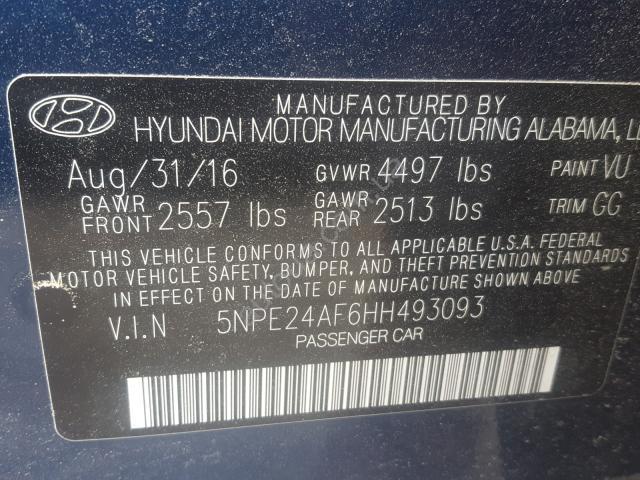 MANUFACTURED BY
HYUNDAI MOTOR MANUFACTURING ALABAMA,
Aug/31/16 GVWR 4497 lbs PAINT VU
GAWR FRONT 2557 lbs GAWR REAR 2513 lbs TRIM GG
THIS VEHICLE CONFORMS TO ALL APPLICABLE U.S.A. FEDERAL
MOTOR VEHICLE SAFETY, BUMPER, AND THEFT PREVENTION STANDARDS
IN EFFECT ON THE DATE OF MANUFACTURE SHOWN ABOVE
V.I.N 5NPE24AF6HH493093
PASSENGER CAR